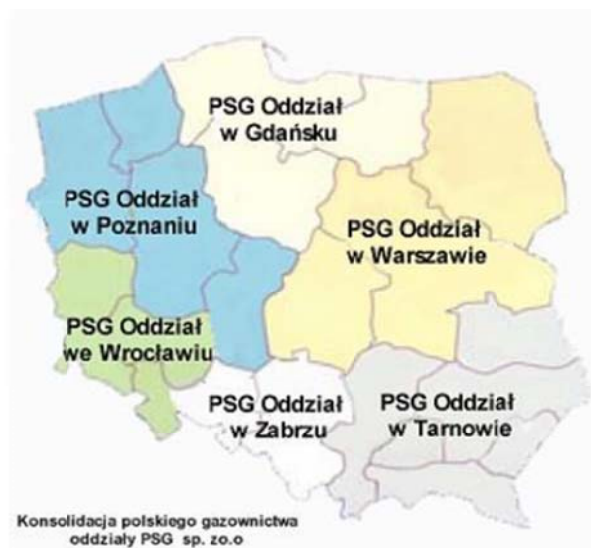 PSG Oddział
w Gdańsku
PSG Oddział
w Poznaniu
PSG Oddział
w Warszawie
PSG Oddział
we Wrocławiu
PSG Oddział
w Zabrzu
PSG Oddział
w Tarnowie
Konsolidacja polskiego gazownictwa
oddziały PSG sp. zo.o